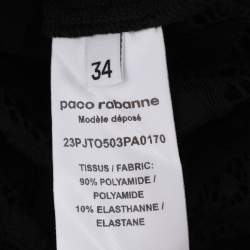 34
paco rabanne
Modèle déposé
23PJTO503PA0170
TISSUS / FABRIC:
90% POLYAMIDE /
POLYAMIDE
10% ELASTHANNE /
ELASTANE